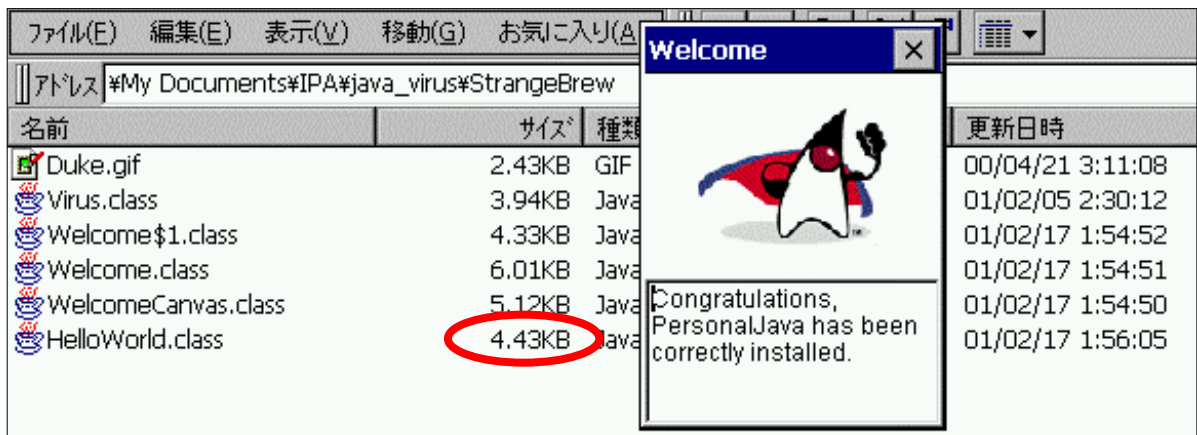 ファイル(F) 編集(E) 表示(V) 移動(G) お気に入り(A
アドレス ¥My Documents¥IPA¥java_virus¥StrangeBrew
名前 サイズ 種類 更新日時
Duke.gif 2.43KB GIF 00/04/21 3:11:08
Virus.class 3.94KB Java 01/02/05 2:30:12
Welcome$1.class 4.33KB Java 01/02/17 1:54:52
Welcome.class 6.01KB Java 01/02/17 1:54:51
WelcomeCanvas.class 5.12KB Java 01/02/17 1:54:50
HelloWorld.class 4.43KB Java 01/02/17 1:56:05
Welcome
Congratulations,
PersonalJava has been
correctly installed.